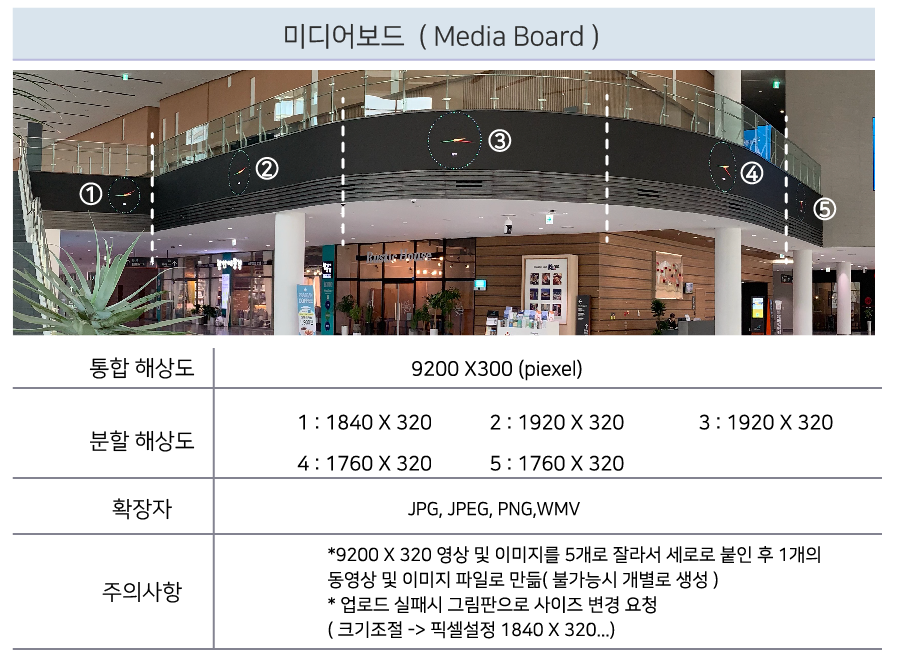 미디어보드 ( Media Board )
①
②
③
④
⑤
통합 해상도
9200 X300 (piexel)
분할 해상도
1 : 1840 X 320
2 : 1920 X 320
3 : 1920 X 320
4 : 1760 X 320
5 : 1760 X 320
확장자
JPG, JPEG, PNG,WMV
주의사항
*9200 X 320 영상 및 이미지를 5개로 잘라서 세로로 붙인 후 1개의
동영상 및 이미지 파일로 만듦( 불가능시 개별로 생성 )
* 업로드 실패시 그림판으로 사이즈 변경 요청
( 크기조절 -> 픽셀설정 1840 X 320...)